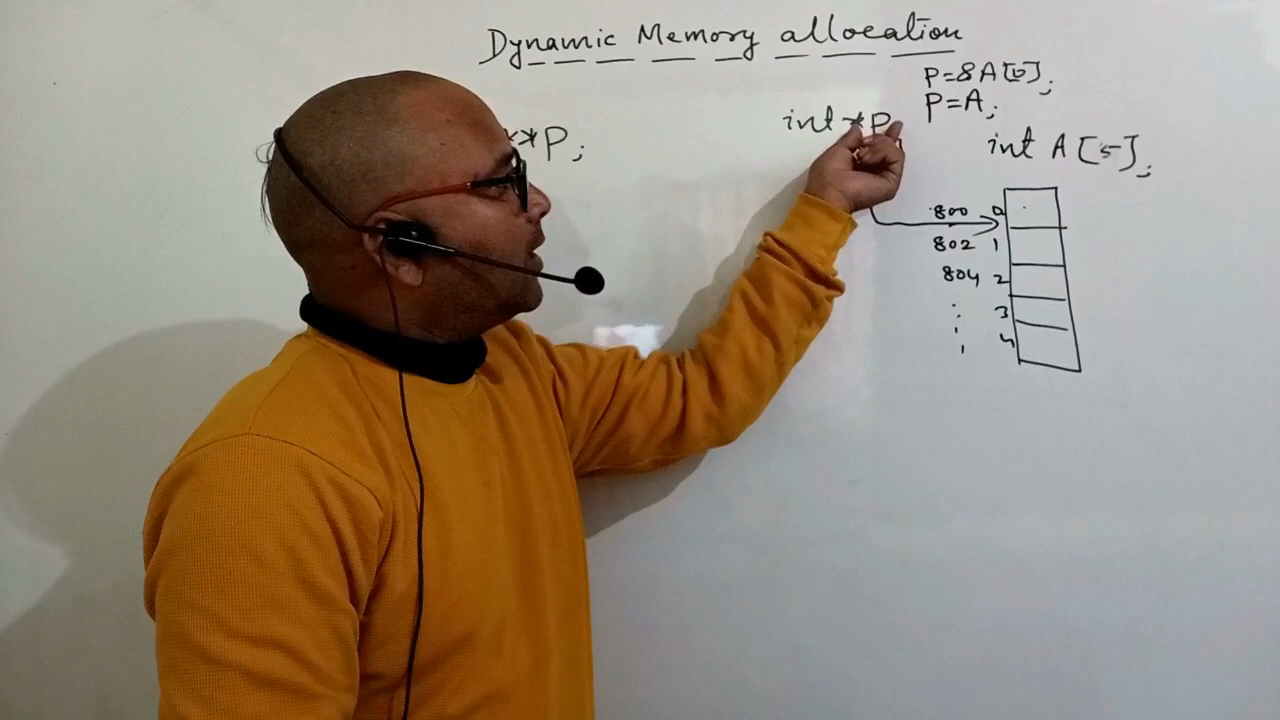 Dynamic Memory allocation
P=&A[0];
P=A;
int *P
**P;
int A[5];
800 0
802 1
804 2
3
4